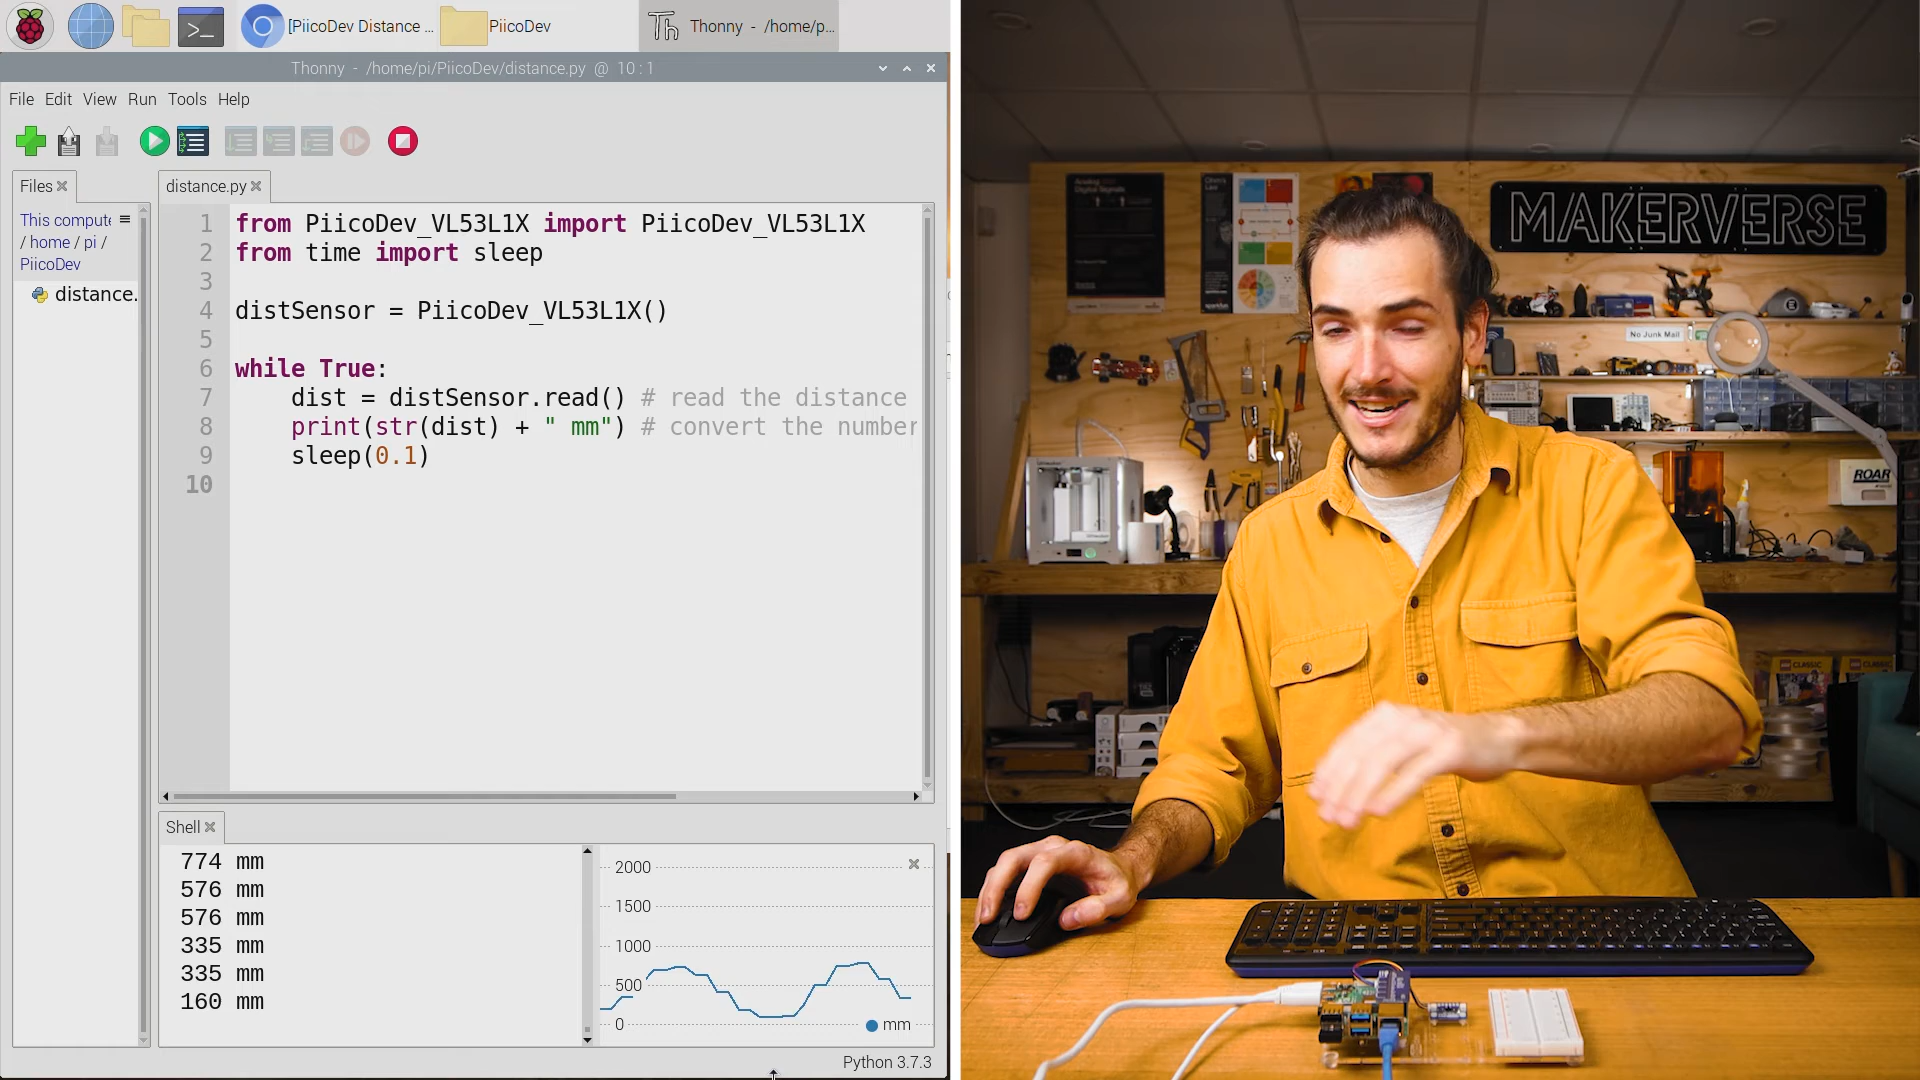 [PiicoDev Distance ...
PiicoDev
Th
Thonny - /home/p...
Thonny - /home/pi/PiicoDev/distance.py @ 10:1
File Edit View Run Tools Help
Files
This compute
/ home / pi /
PiicoDev
distance.
distance.py
1 from PiicoDev_VL53L1X import PiicoDev_VL53L1X
2 from time import sleep
3
4 distSensor = PiicoDev_VL53L1X()
5
6 while True:
7 dist = distSensor.read() # read the distance
8 print(str(dist) + " mm") # convert the number
9 sleep(0.1)
10
Shell
774 mm
576 mm
576 mm
335 mm
335 mm
160 mm
2000
1500
1000
500
0
mm
Python 3.7.3
MAKERVERSE
No Junk Mail
ROAR
CLASSIC
CLASSIC